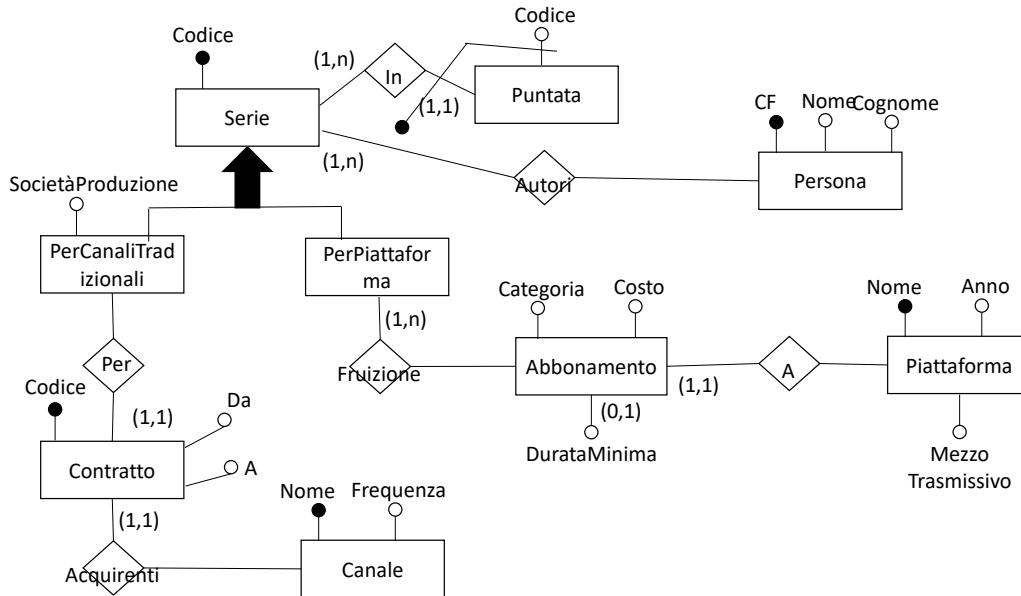 Codice
Codice
(1,n)
In
Serie
(1,1)
Puntata
(1,n)
CF
Nome
Cognome
Autori
Persona
SocietàProduzione
PerCanaliTrad
izionali
PerPiattafor
ma
(1,n)
Categoria
Costo
Nome
Anno
Per
Fruizione
Abbonamento
(1,1)
A
Piattaforma
Codice
(1,1)
Da
(0,1)
DurataMinima
Mezzo
Trasmissivo
Contratto
A
(1,1)
Nome
Frequenza
Acquirenti
Canale